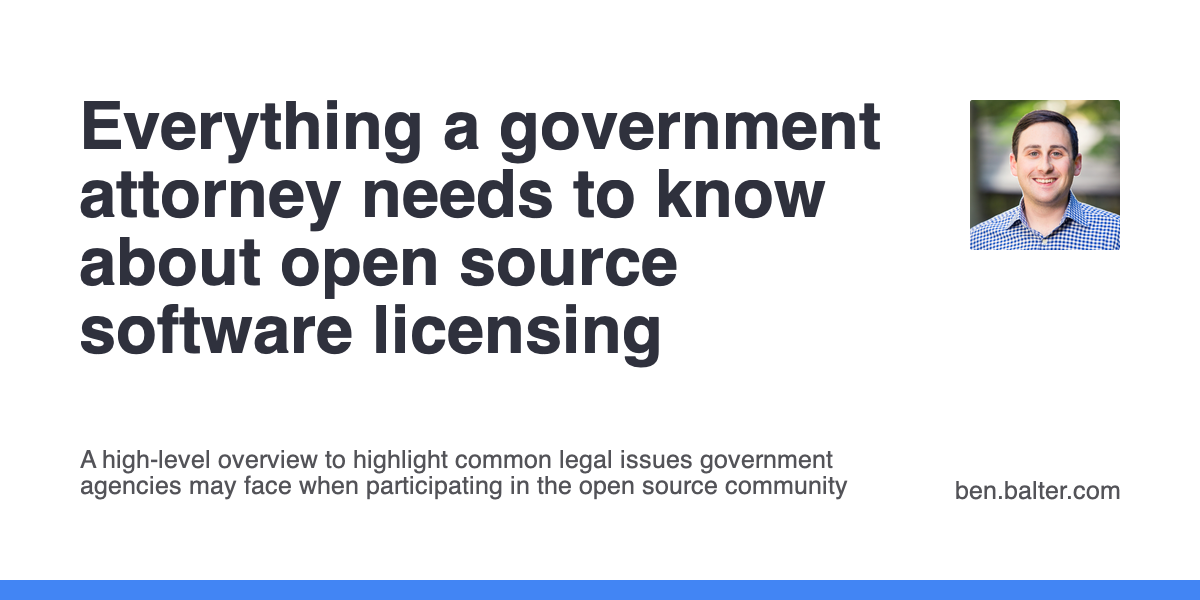 Everything a government
attorney needs to know
about open source
software licensing
A high-level overview to highlight common legal issues government
agencies may face when participating in the open source community
ben.balter.com